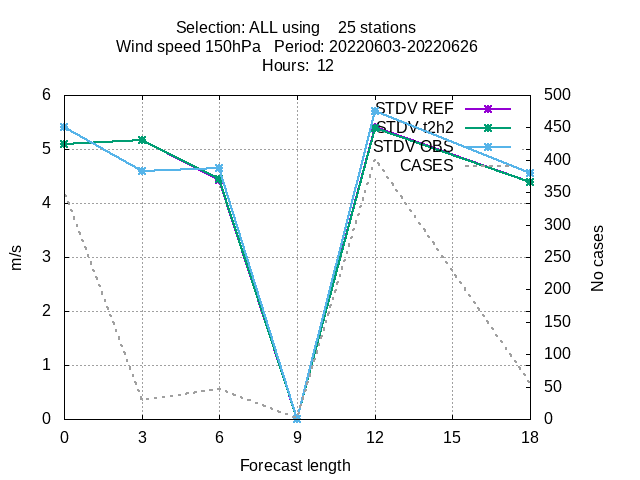 Selection: ALL using    25 stations
Wind speed 150hPa   Period: 20220603-20220626
Hours:  12
STDV REF
STDV t2h2
STDV OBS
CASES
6
5
4
3
2
1
0
500
450
400
350
300
250
200
150
100
50
0
m/s
No cases
0 3 6 9 12 15 18
Forecast length